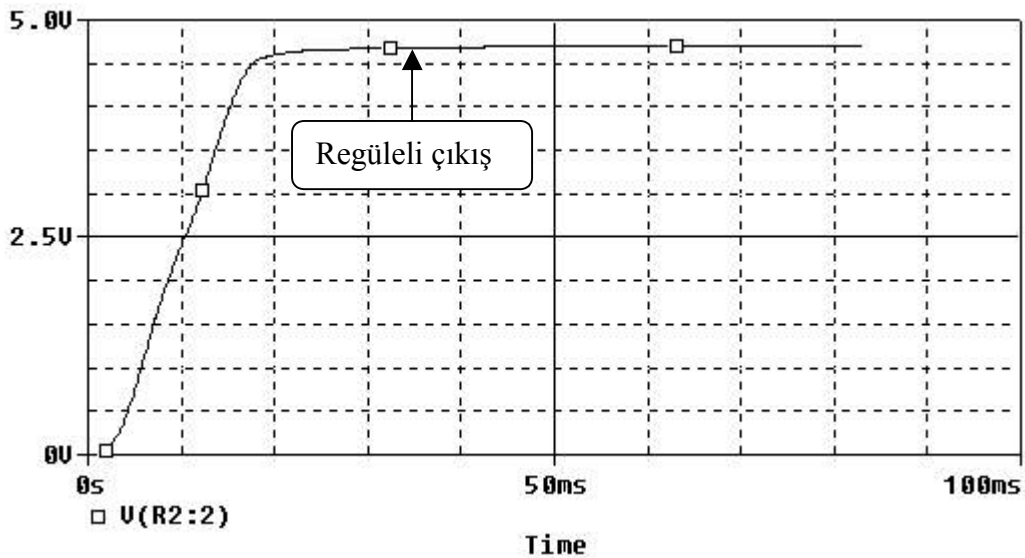 5.0V
Regüleli çıkış
2.5V
0V
0s
50ms
100ms
V(R2:2)
Time